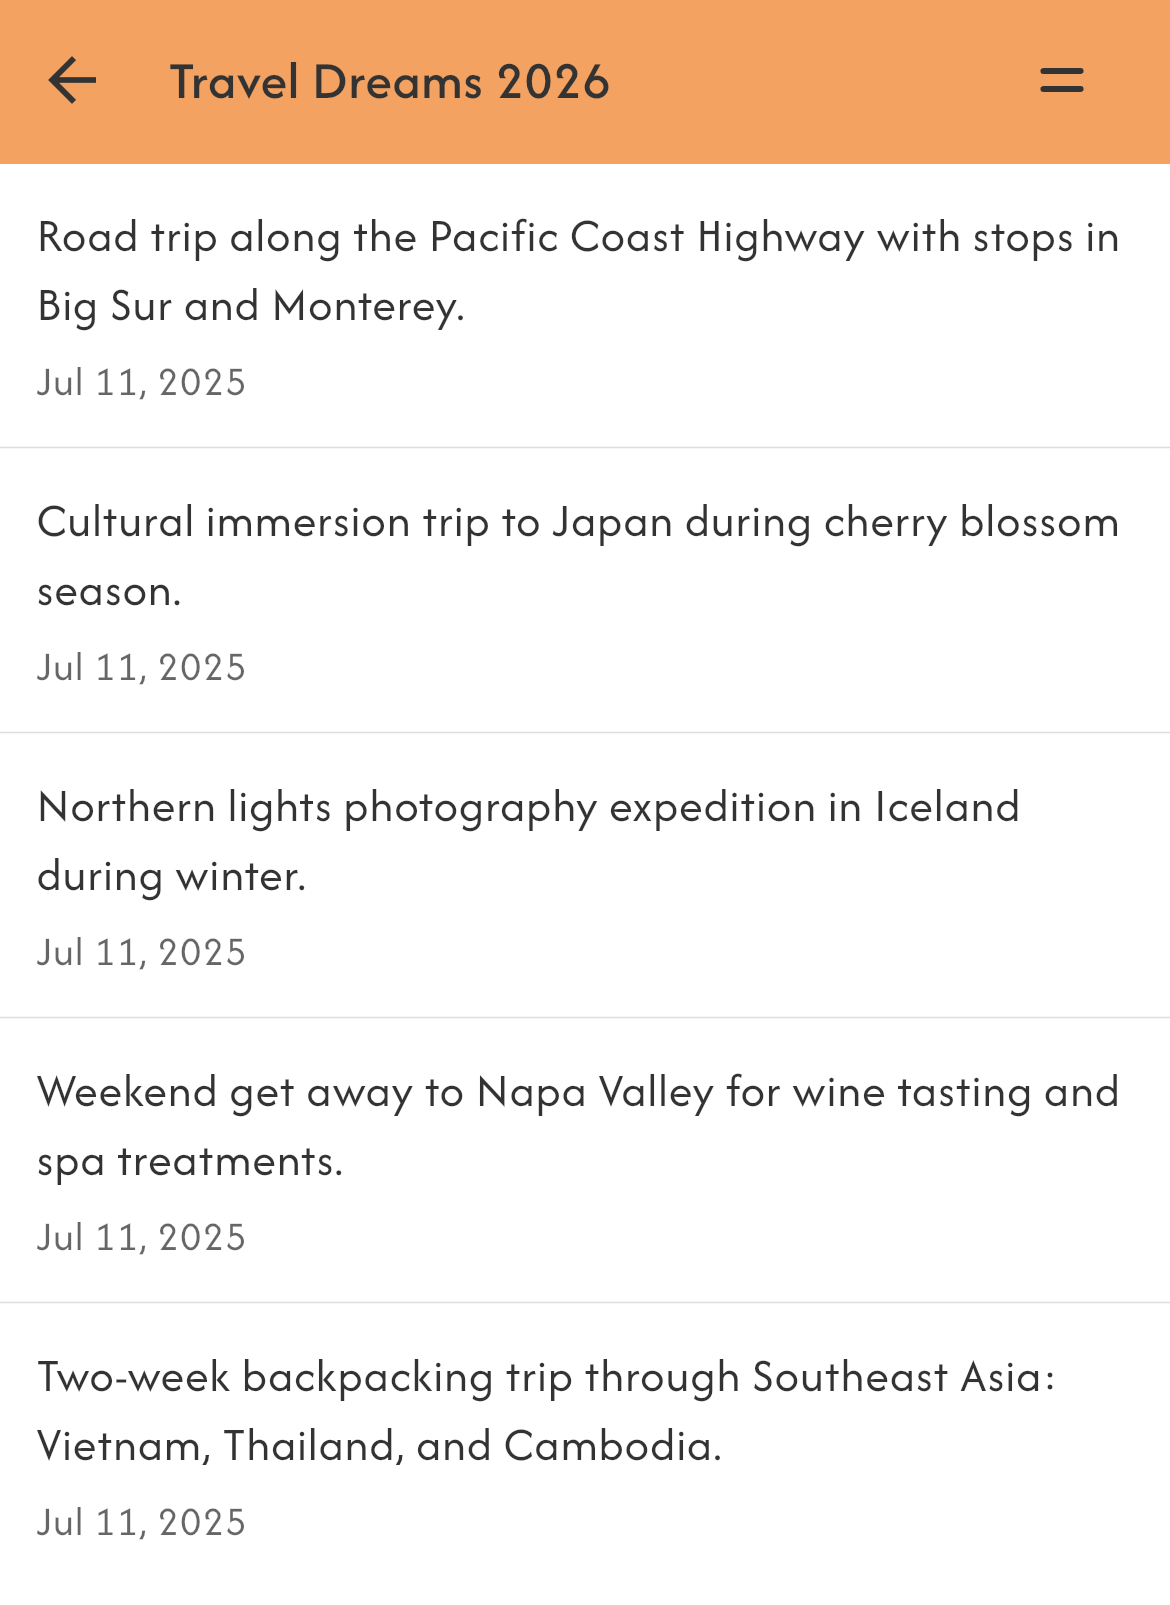 Travel Dreams 2026
Road trip along the Pacific Coast Highway with stops in
Big Sur and Monterey.
Jul 11, 2025
Cultural immersion trip to Japan during cherry blossom
season.
Jul 11, 2025
Northern lights photography expedition in Iceland
during winter.
Jul 11, 2025
Weekend get away to Napa Valley for wine tasting and
spa treatments.
Jul 11, 2025
Two-week backpacking trip through Southeast Asia:
Vietnam, Thailand, and Cambodia.
Jul 11, 2025